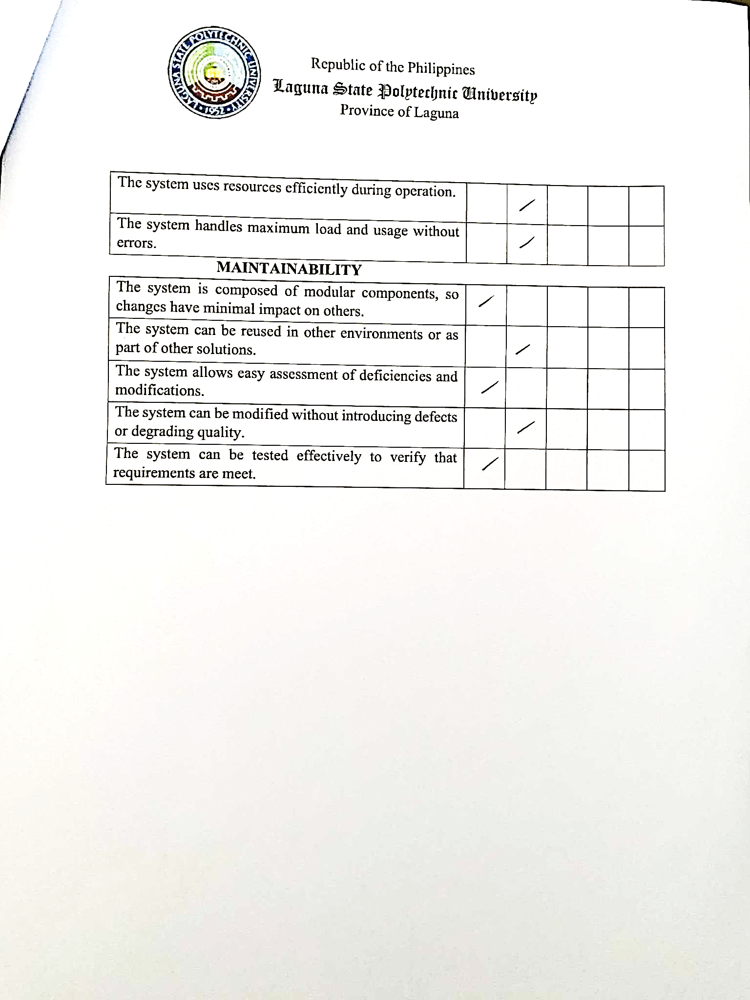 LAGUNA STATE POLYTECHNIC UNIVERSITY
• 1952 •
Republic of the Philippines
Laguna State Polytechnic University
Province of Laguna
The system uses resources efficiently during operation.
/
The system handles maximum load and usage without
errors.
/
MAINTAINABILITY
The system is composed of modular components, so
changes have minimal impact on others.
/
The system can be reused in other environments or as
part of other solutions.
/
The system allows easy assessment of deficiencies and
modifications.
/
The system can be modified without introducing defects
or degrading quality.
/
The system can be tested effectively to verify that
requirements are meet.
/